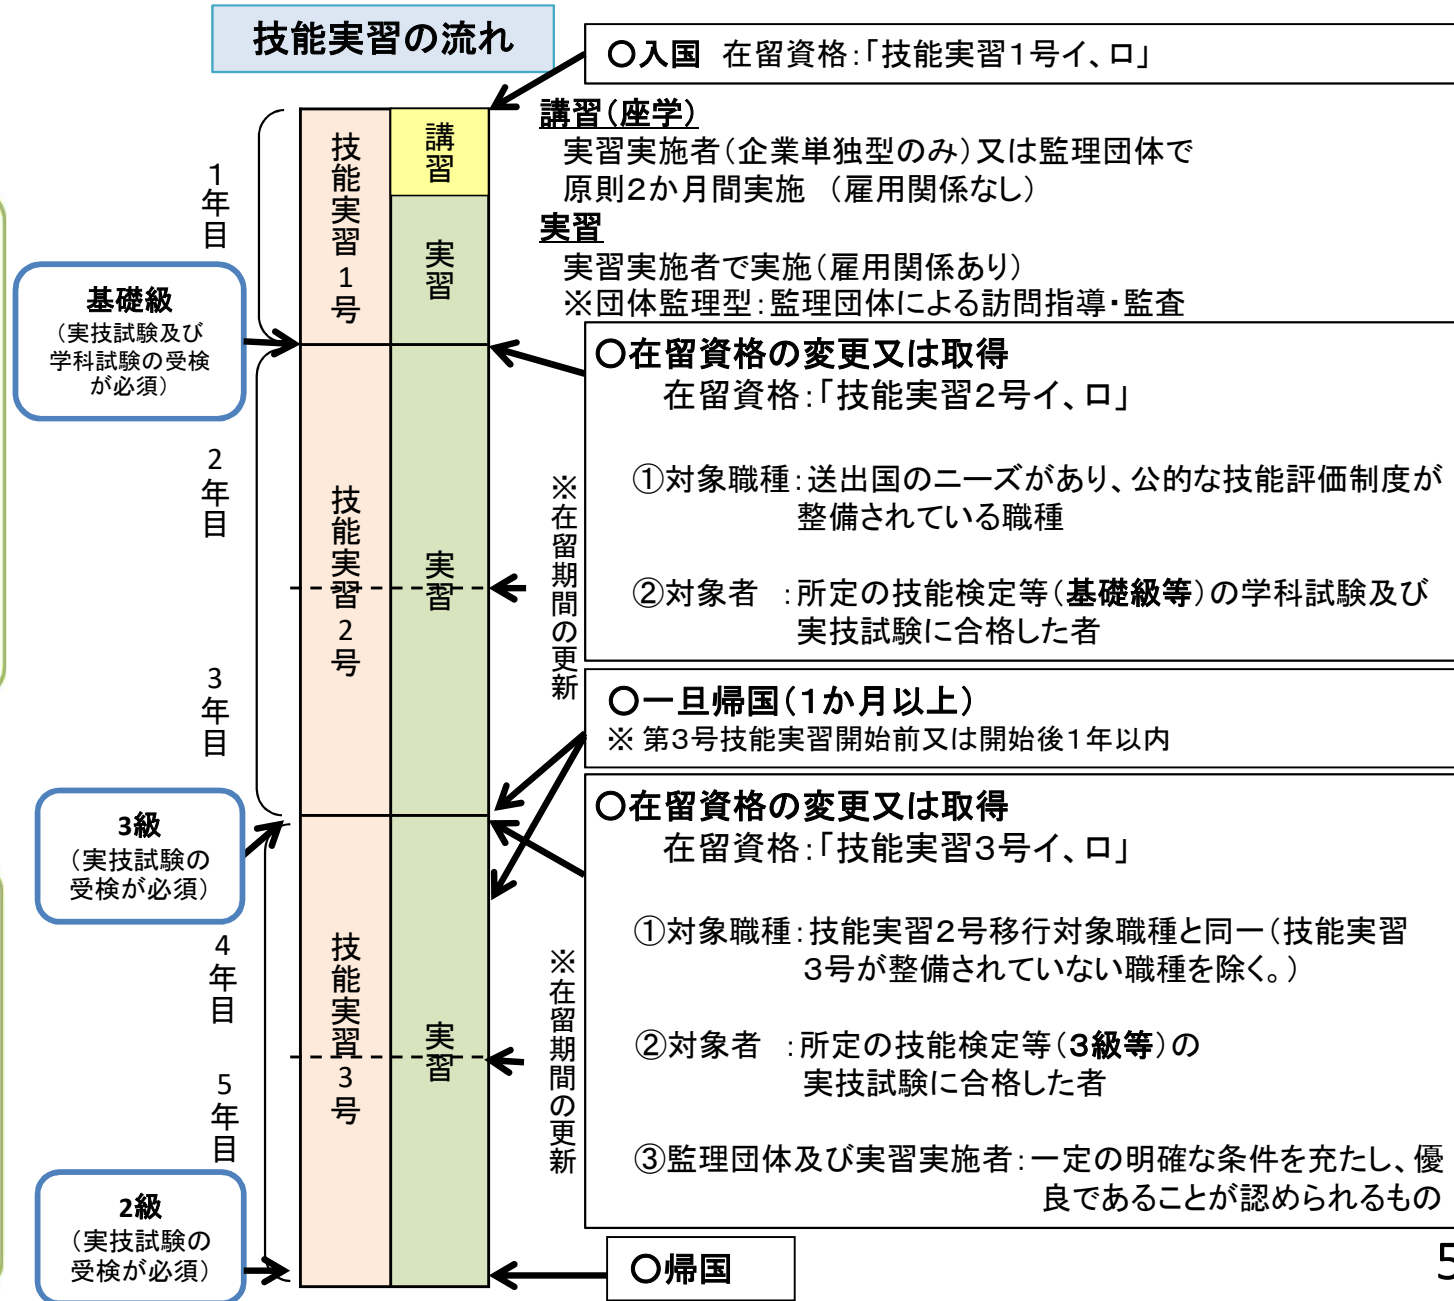 技能実習の流れ
〇入国 在留資格：「技能実習１号イ、ロ」
講習（座学）
実習実施者（企業単独型のみ）又は監理団体で
原則２か月間実施 （雇用関係なし）
実習
実習実施者で実施（雇用関係あり）
※団体監理型：監理団体による訪問指導・監査
1年目
技能実習1号
講習
実習
基礎級
（実技試験及び
学科試験の受検
が必須）
〇在留資格の変更又は取得
在留資格：「技能実習２号イ、ロ」
①対象職種：送出国のニーズがあり、公的な技能評価制度が
整備されている職種
②対象者 ：所定の技能検定等（基礎級等）の学科試験及び
実技試験に合格した者
2年目
技能実習2号
実習
※在留期間の更新
3年目
〇一旦帰国（１か月以上）
※ 第３号技能実習開始前又は開始後１年以内
3級
（実技試験の
受検が必須）
〇在留資格の変更又は取得
在留資格：「技能実習３号イ、ロ」
①対象職種：技能実習２号移行対象職種と同一（技能実習
３号が整備されていない職種を除く。）
②対象者 ：所定の技能検定等（３級等）の
実技試験に合格した者
③監理団体及び実習実施者：一定の明確な条件を充たし、優
良であることが認められるもの
4年目
技能実習3号
実習
※在留期間の更新
5年目
2級
（実技試験の
受検が必須）
〇帰国
5